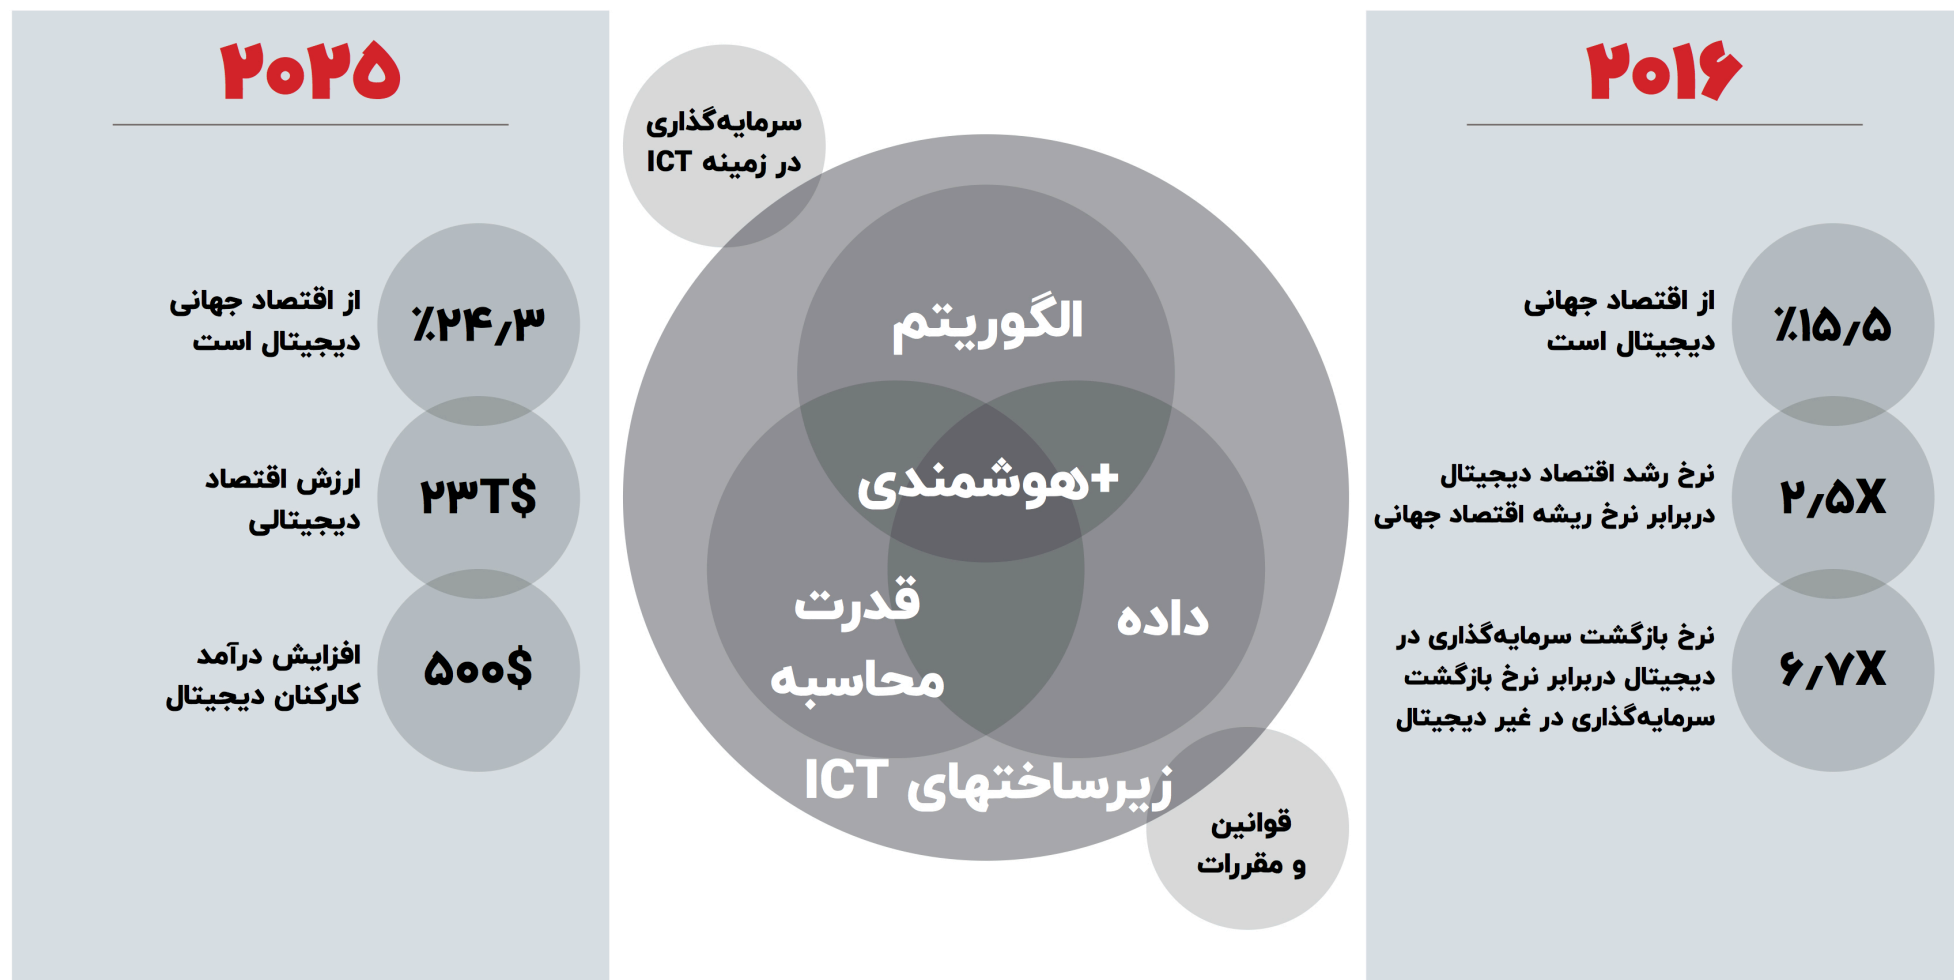 ۲۰۱۶
٪۱۵٫۵
از اقتصاد جهانی
دیجیتال است
۲٫۵X
نرخ رشد اقتصاد دیجیتال
دربرابر نرخ ریشه اقتصاد جهانی
۶٫۷X
نرخ بازگشت سرمایه‌گذاری در
دیجیتال دربرابر نرخ بازگشت
سرمایه‌گذاری در غیر دیجیتال
سرمایه‌گذاری
در زمینه ICT
الگوریتم
+هوشمندی
داده
قدرت
محاسبه
زیرساختهای ICT
قوانین
و مقررات
۲۰۲۵
٪۲۴٫۳
از اقتصاد جهانی
دیجیتال است
۲۳T$
ارزش اقتصاد
دیجیتالی
۵۰۰$
افزایش درآمد
کارکنان دیجیتال